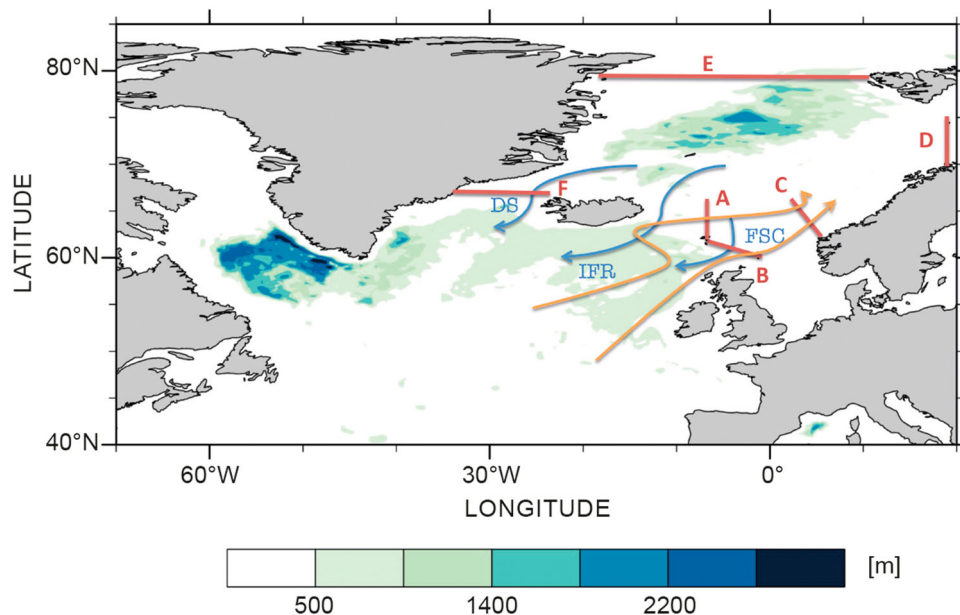 80°N
60°N
40°N
LATITUDE
E
D
F
DS
A
C
FSC
IFR
B
60°W
30°W
0°
LONGITUDE
[m]
500
1400
2200